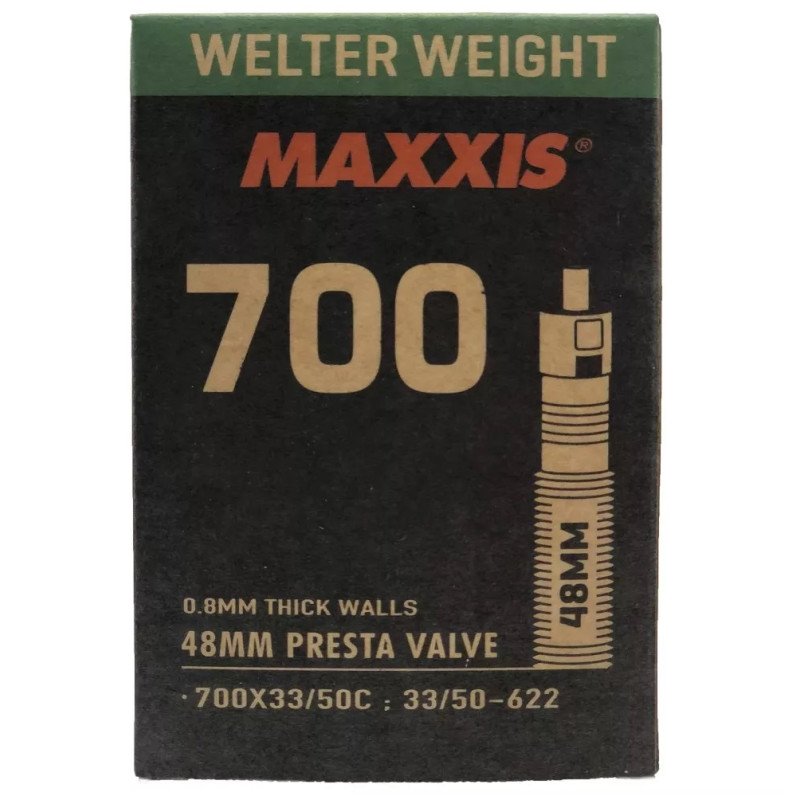 WELTER WEIGHT
MAXXIS®
700
48MM
0.8MM THICK WALLS
48MM PRESTA VALVE
·700X33/50C ; 33/50-622